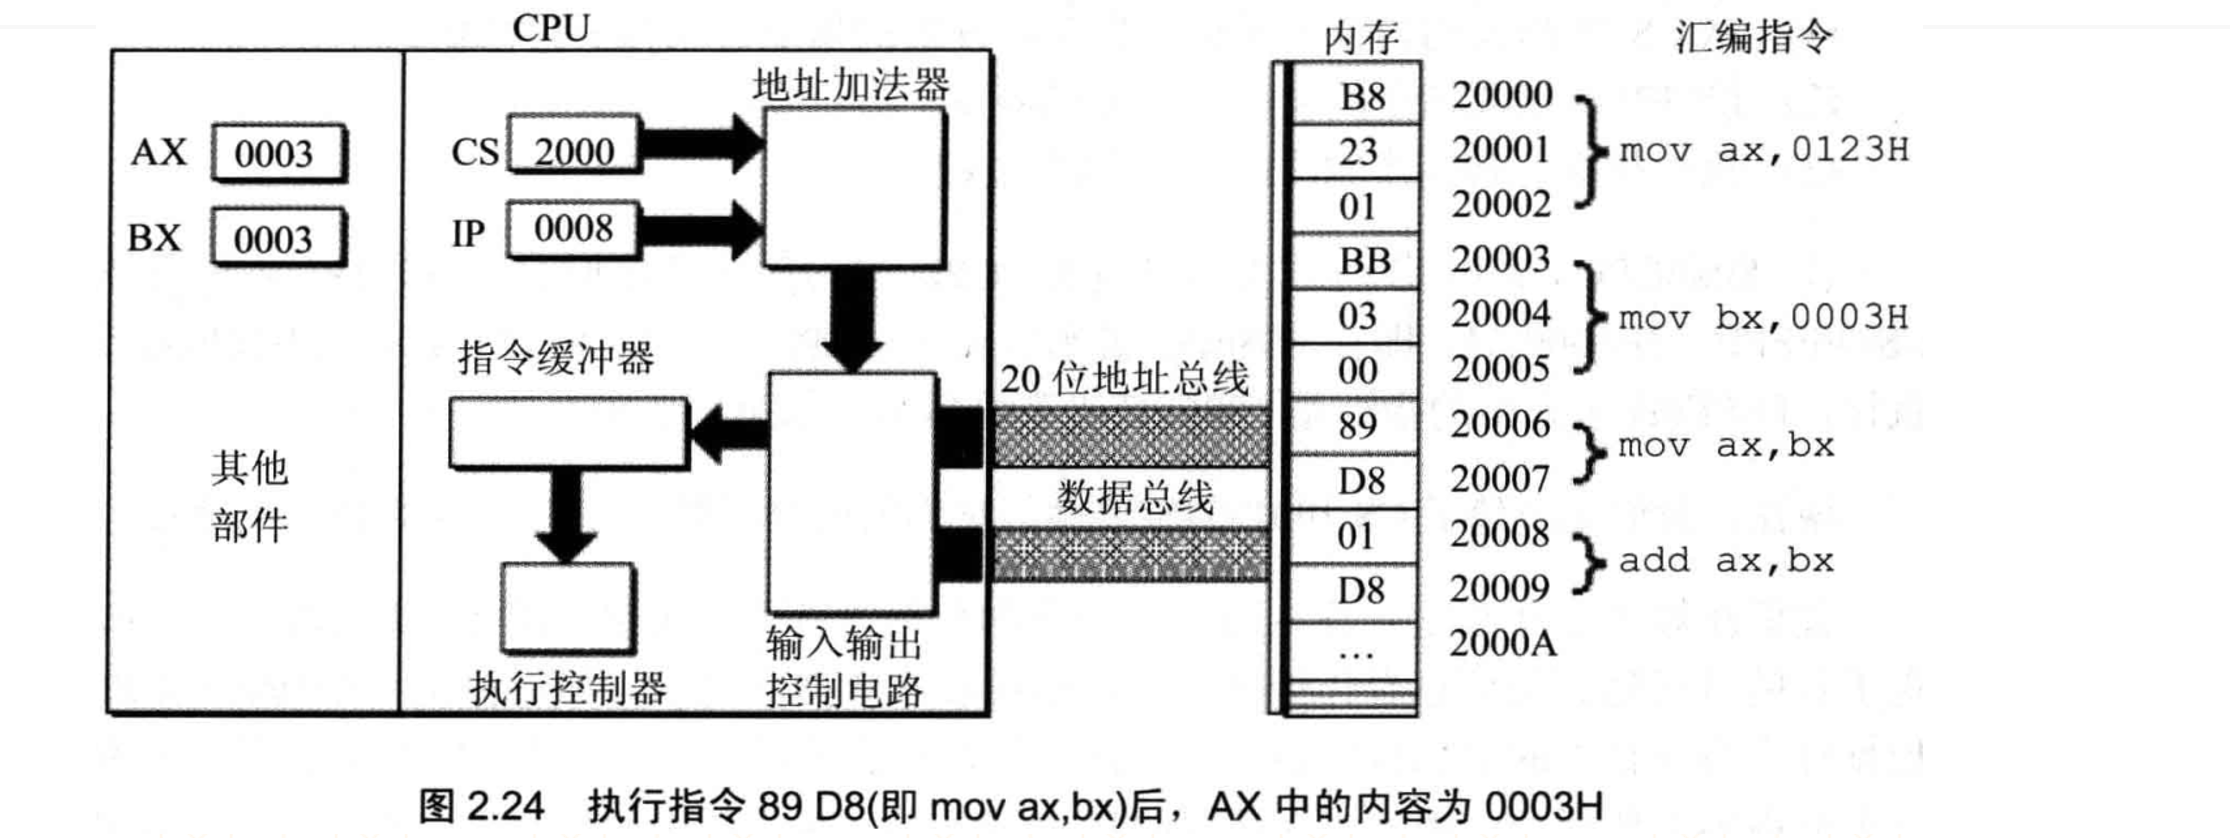 CPU
内存
汇编指令
地址加法器
AX 0003
BX 0003
CS 2000
IP 0008
指令缓冲器
其他
部件
执行控制器
输入输出
控制电路
20 位地址总线
数据总线
B8 20000
23 20001
01 20002
mov ax,0123H
BB 20003
03 20004
00 20005
mov bx,0003H
89 20006
D8 20007
mov ax,bx
01 20008
D8 20009
add ax,bx
… 2000A
图 2.24 执行指令 89 D8(即 mov ax,bx)后，AX 中的内容为 0003H